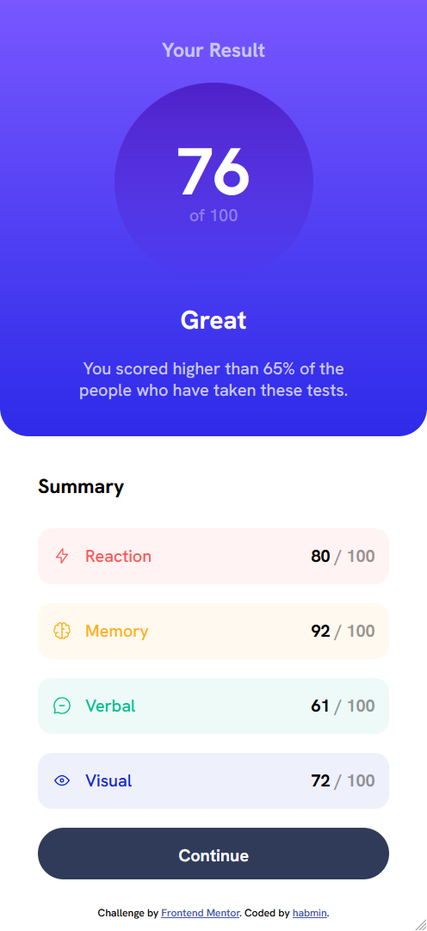 Your Result
76
of 100
Great
You scored higher than 65% of the
people who have taken these tests.
Summary
Reaction 80 / 100
Memory 92 / 100
Verbal 61 / 100
Visual 72 / 100
Continue
Challenge by Frontend Mentor. Coded by habmin.